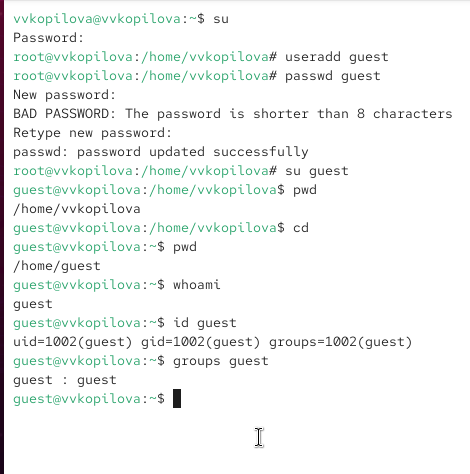 vvkopilova@vvkopilova:~$ su
Password:
root@vvkopilova:/home/vvkopilova# useradd guest
root@vvkopilova:/home/vvkopilova# passwd guest
New password:
BAD PASSWORD: The password is shorter than 8 characters
Retype new password:
passwd: password updated successfully
root@vvkopilova:/home/vvkopilova# su guest
guest@vvkopilova:/home/vvkopilova$ pwd
/home/vvkopilova
guest@vvkopilova:/home/vvkopilova$ cd
guest@vvkopilova:~$ pwd
/home/guest
guest@vvkopilova:~$ whoami
guest
guest@vvkopilova:~$ id guest
uid=1002(guest) gid=1002(guest) groups=1002(guest)
guest@vvkopilova:~$ groups guest
guest : guest
guest@vvkopilova:~$